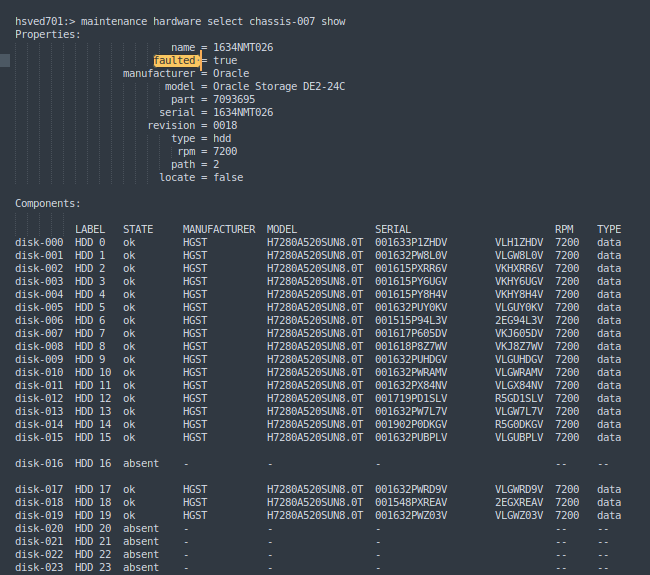 hsved701:> maintenance hardware select chassis-007 show
Properties:
name = 1634NMT026
faulted = true
manufacturer = Oracle
model = Oracle Storage DE2-24C
part = 7093695
serial = 1634NMT026
revision = 0018
type = hdd
rpm = 7200
path = 2
locate = false
Components:
LABEL STATE MANUFACTURER MODEL SERIAL RPM TYPE
disk-000 HDD 0 ok HGST H7280A520SUN8.0T 001633P1ZHDV VLH1ZHDV 7200 data
disk-001 HDD 1 ok HGST H7280A520SUN8.0T 001632PW8L0V VLGW8L0V 7200 data
disk-002 HDD 2 ok HGST H7280A520SUN8.0T 001615PXRR6V VKHXRR6V 7200 data
disk-003 HDD 3 ok HGST H7280A520SUN8.0T 001615PY6UGV VKHY6UGV 7200 data
disk-004 HDD 4 ok HGST H7280A520SUN8.0T 001615PY8H4V VKHY8H4V 7200 data
disk-005 HDD 5 ok HGST H7280A520SUN8.0T 001632PUY0KV VLGUY0KV 7200 data
disk-006 HDD 6 ok HGST H7280A520SUN8.0T 001515P94L3V 2EG94L3V 7200 data
disk-007 HDD 7 ok HGST H7280A520SUN8.0T 001617P605DV VKJ605DV 7200 data
disk-008 HDD 8 ok HGST H7280A520SUN8.0T 001618P8Z7WV VKJ8Z7WV 7200 data
disk-009 HDD 9 ok HGST H7280A520SUN8.0T 001632PUHDGV VLGUHDGV 7200 data
disk-010 HDD 10 ok HGST H7280A520SUN8.0T 001632PWRAMV VLGWRAMV 7200 data
disk-011 HDD 11 ok HGST H7280A520SUN8.0T 001632PX84NV VLGX84NV 7200 data
disk-012 HDD 12 ok HGST H7280A520SUN8.0T 001719PD1SLV R5GD1SLV 7200 data
disk-013 HDD 13 ok HGST H7280A520SUN8.0T 001632PW7L7V VLGW7L7V 7200 data
disk-014 HDD 14 ok HGST H7280A520SUN8.0T 001902P0DKGV R5G0DKGV 7200 data
disk-015 HDD 15 ok HGST H7280A520SUN8.0T 001632PUBPLV VLGUBPLV 7200 data
disk-016 HDD 16 absent - - - -- --
disk-017 HDD 17 ok HGST H7280A520SUN8.0T 001632PWRD9V VLGWRD9V 7200 data
disk-018 HDD 18 ok HGST H7280A520SUN8.0T 001548PXREAV 2EGXREAV 7200 data
disk-019 HDD 19 ok HGST H7280A520SUN8.0T 001632PWZ03V VLGWZ03V 7200 data
disk-020 HDD 20 absent - - - -- --
disk-021 HDD 21 absent - - - -- --
disk-022 HDD 22 absent - - - -- --
disk-023 HDD 23 absent - - - -- --